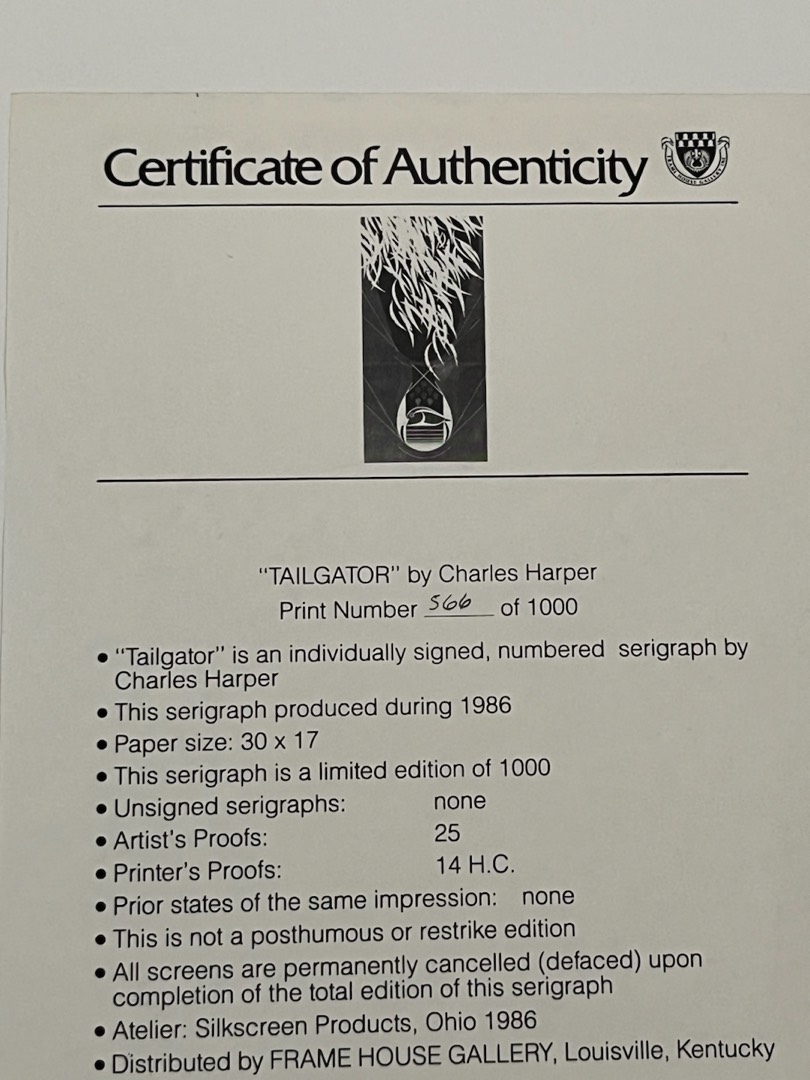 Certificate of Authenticity
"TAILGATOR" by Charles Harper
Print Number 566 of 1000
• "Tailgator" is an individually signed, numbered serigraph by
Charles Harper
• This serigraph produced during 1986
• Paper size: 30 x 17
• This serigraph is a limited edition of 1000
• Unsigned serigraphs: none
• Artist's Proofs: 25
• Printer's Proofs: 14 H.C.
• Prior states of the same impression: none
• This is not a posthumous or restrike edition
• All screens are permanently cancelled (defaced) upon
completion of the total edition of this serigraph
• Atelier: Silkscreen Products, Ohio 1986
• Distributed by FRAME HOUSE GALLERY, Louisville, Kentucky